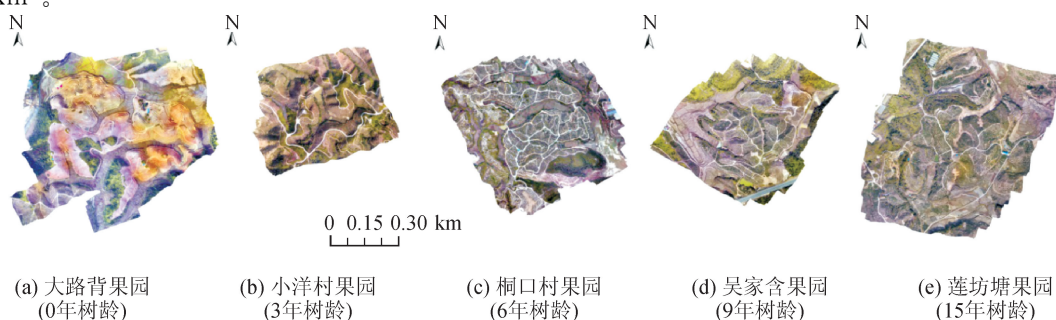 N N N N N
0 0.15 0.30 km
(a) 大路背果园 (b) 小洋村果园 (c) 桐口村果园 (d) 吴家含果园 (e) 莲坊塘果园
(0年树龄) (3年树龄) (6年树龄) (9年树龄) (15年树龄)